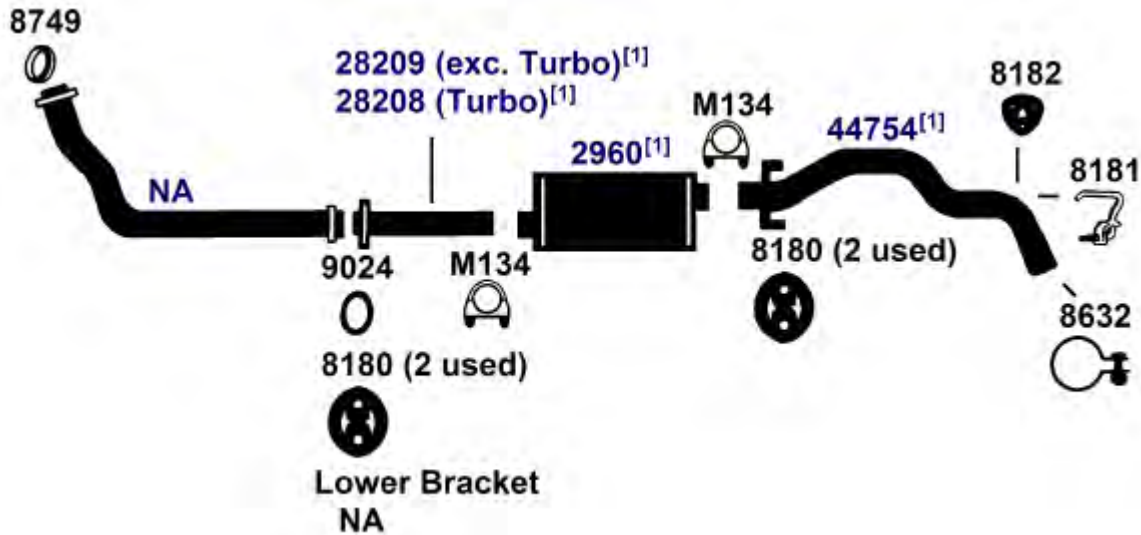 8749
28209 (exc. Turbo)[1]
28208 (Turbo)[1]
8182
M134
44754[1]
2960[1]
8181
NA
9024
M134
8180 (2 used)
8632
8180 (2 used)
Lower Bracket
NA